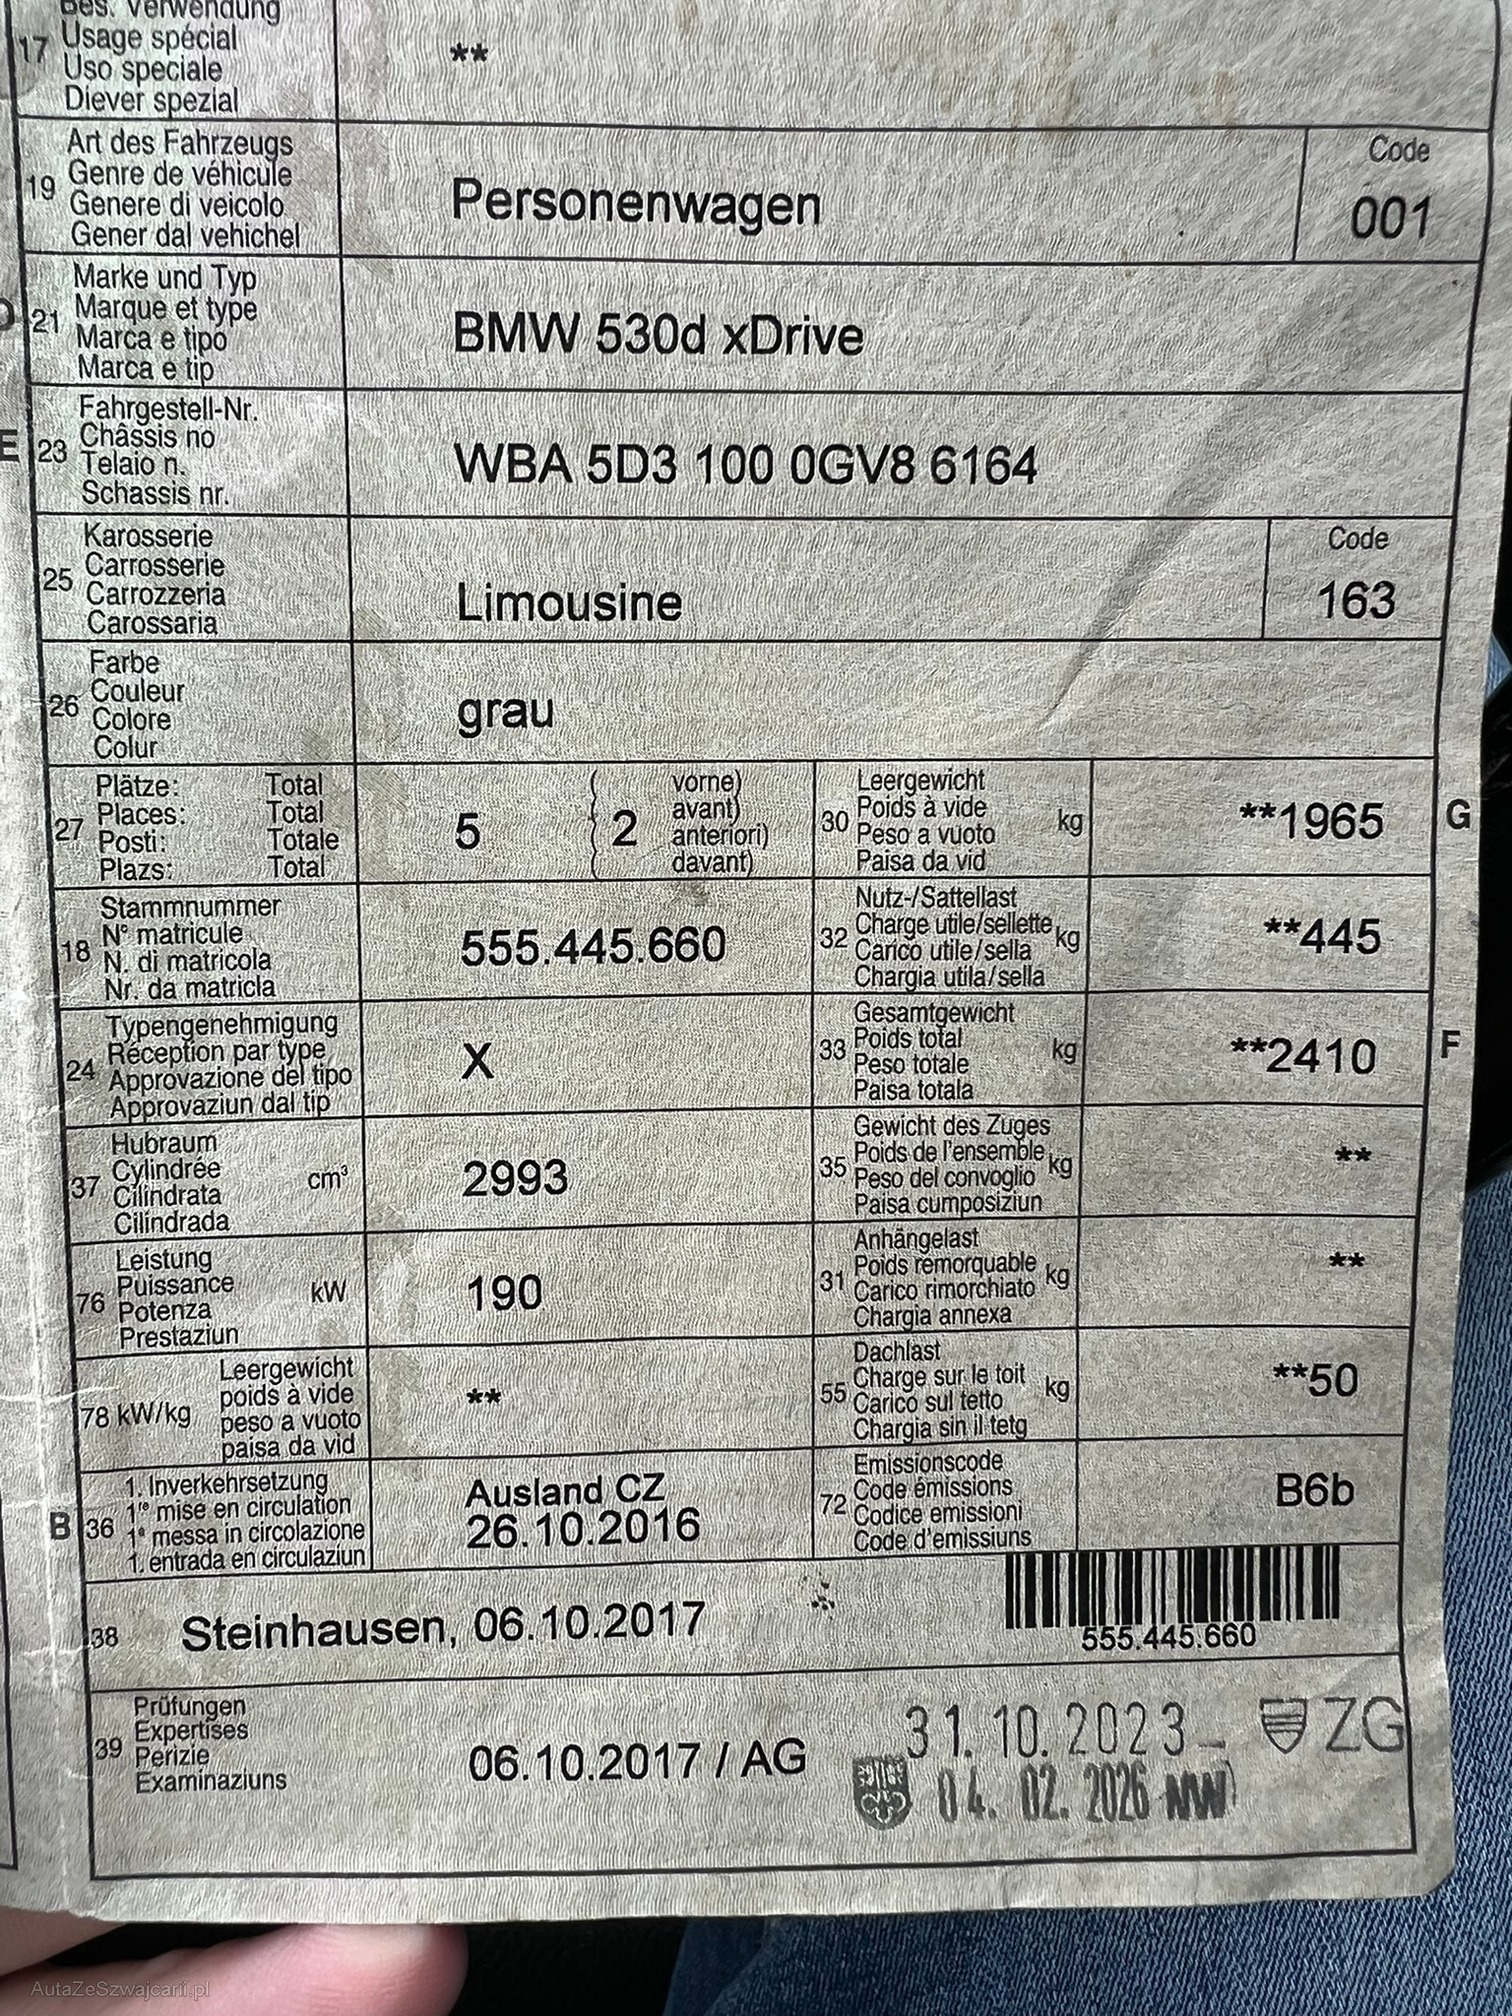 Bes. Verwendung
17 Usage spécial
Uso speciale
Diever spezial
**
Art des Fahrzeugs
19 Genre de véhicule
Genere di veicolo
Gener dal vehichel
Personenwagen
Code
001
D 21 Marke und Typ
Marque et type
Marca e tipo
Marca e tip
BMW 530d xDrive
E 23 Fahrgestell-Nr.
Châssis no
Telaio n.
Schassis nr.
WBA 5D3 100 0GV8 6164
25 Karosserie
Carrosserie
Carrozzeria
Carossaria
Limousine
Code
163
26 Farbe
Couleur
Colore
Colur
grau
27 Plätze: Total
Places: Total
Posti: Totale
Plazs: Total
5 ( 2 vorne)
avant)
anteriori)
davant)
30 Leergewicht
Poids à vide kg
Peso a vuoto
Paisa da vid
**1965 G
18 Stammnummer
N° matricule
N. di matricola
Nr. da matricla
555.445.660
32 Nutz-/Sattellast
Charge utile/sellette kg
Carico utile/sella
Chargia utila/sella
**445
24 Typengenehmigung
Réception par type
Approvazione del tipo
Approvaziun dal tip
X
33 Gesamtgewicht
Poids total kg
Peso totale
Paisa totala
**2410 F
37 Hubraum
Cylindrée cm³
Cilindrata
Cilindrada
2993
35 Gewicht des Zuges
Poids de l'ensemble kg
Peso del convoglio
Paisa cumposiziun
**
76 Leistung
Puissance kW
Potenza
Prestaziun
190
31 Anhängelast
Poids remorquable kg
Carico rimorchiato
Chargia annexa
**
78 kW/kg Leergewicht
poids à vide
peso a vuoto
paisa da vid
**
55 Dachlast
Charge sur le toit kg
Carico sul tetto
Chargia sin il tetg
**50
B 36 1. Inverkehrsetzung
1re mise en circulation
1a messa in circolazione
1. entrada en circulaziun
Ausland CZ
26.10.2016
72 Emissionscode
Code émissions
Codice emissioni
Code d'emissiuns
B6b
38 Steinhausen, 06.10.2017
555.445.660
39 Prüfungen
Expertises
Perizie
Examinaziuns
06.10.2017 / AG
31.10.2023 ZG
04. 02. 2026 NW
AutaZeSzwajcarii.pl